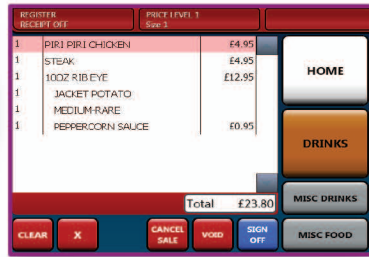 REGISTER
RECEIPT OFF
PRICE LEVEL 1
Size 1
1 PIRI PIRI CHICKEN £4.95
1 STEAK £4.95
1 10OZ RIB EYE £12.95
1 JACKET POTATO
1 MEDIUM-RARE
1 PEPPERCORN SAUCE £0.95
Total £23.80
HOME
DRINKS
MISC DRINKS
MISC FOOD
CLEAR
X
CANCEL
SALE
VOID
SIGN
OFF